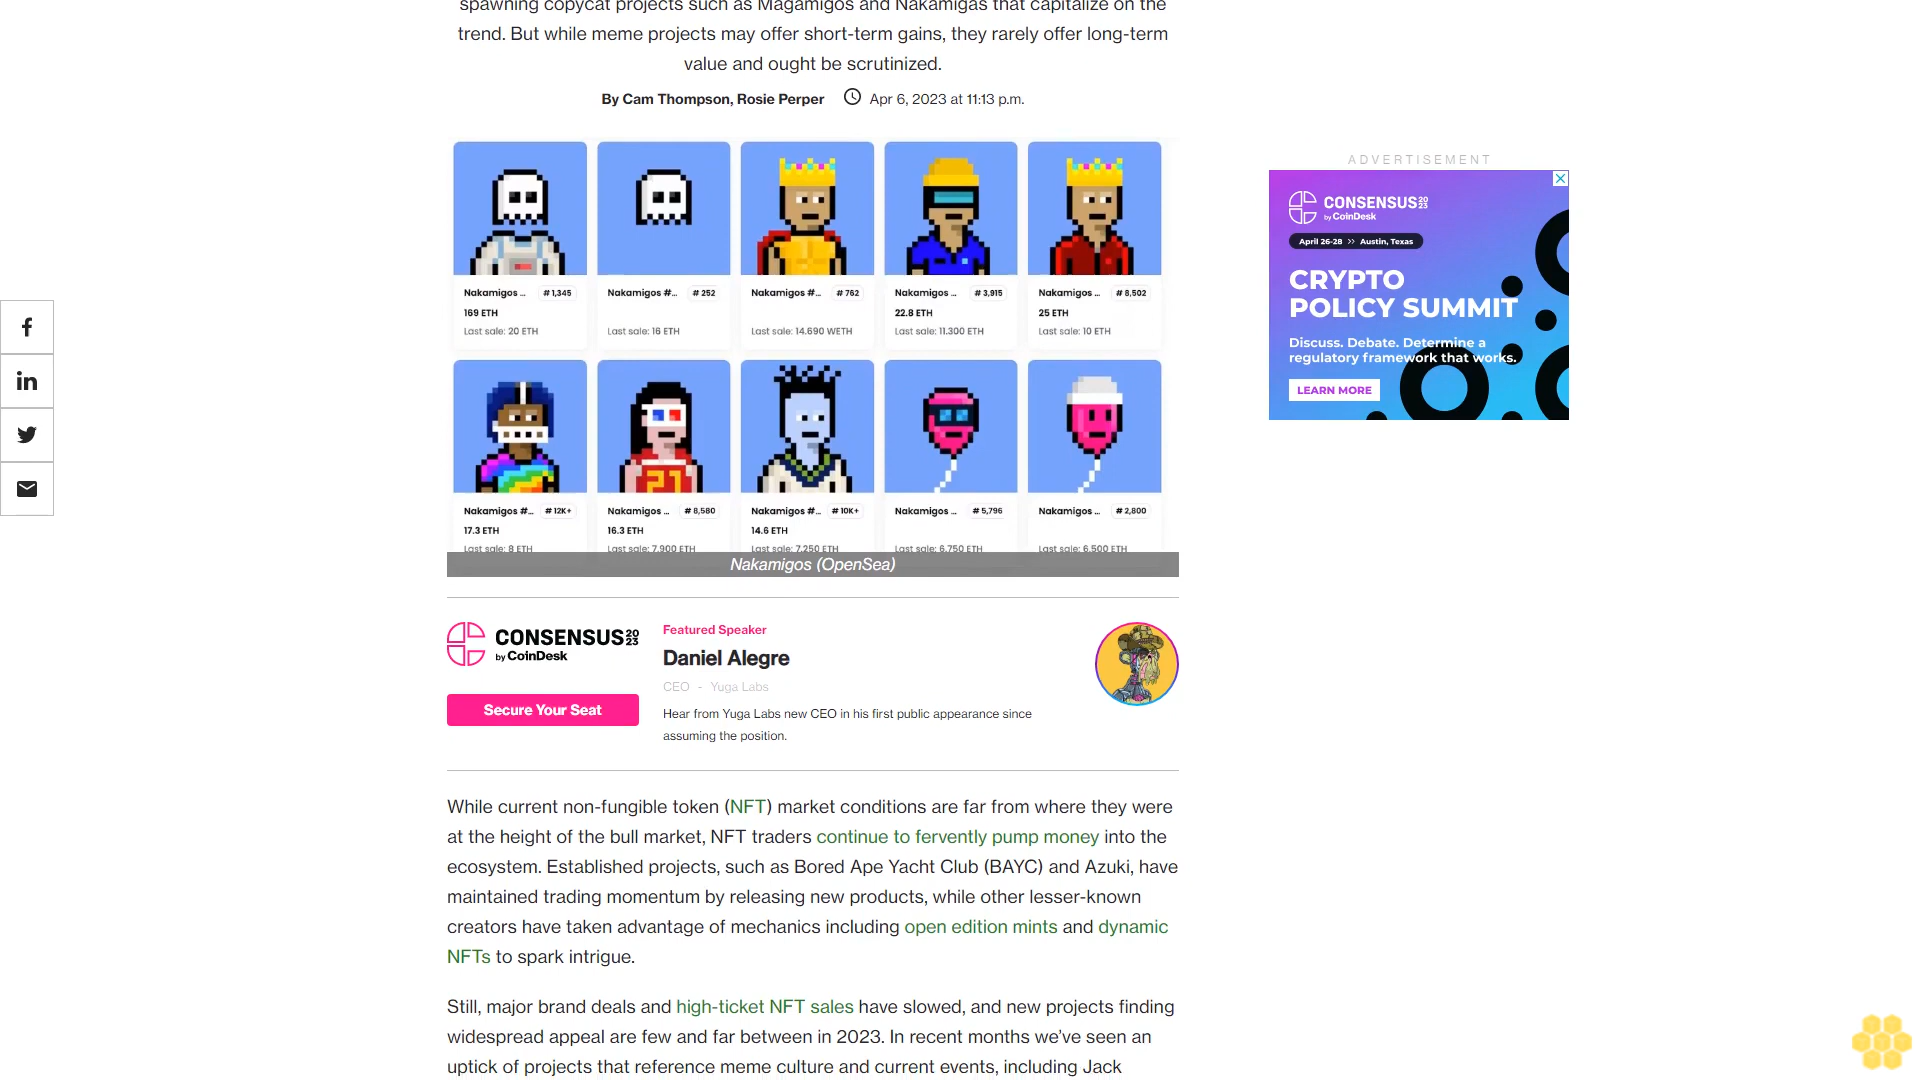 spawning copycat projects such as Magamigos and Nakamigas that capitalize on the
trend. But while meme projects may offer short-term gains, they rarely offer long-term
value and ought be scrutinized.
By Cam Thompson, Rosie Perper Apr 6, 2023 at 11:13 p.m.
Nakamigos ... # 1,345
169 ETH
Last sale: 20 ETH
Nakamigos #... # 252
Last sale: 16 ETH
Nakamigos #... # 762
Last sale: 14.690 WETH
Nakamigos ... # 3,915
22.8 ETH
Last sale: 11.300 ETH
Nakamigos ... # 8,502
25 ETH
Last sale: 10 ETH
21
Nakamigos #... # 12K+
17.3 ETH
Last sale: 8 ETH
Nakamigos ... # 8,580
16.3 ETH
Last sale: 7.900 ETH
Nakamigos #... # 10K+
14.6 ETH
Last sale: 7.250 ETH
Nakamigos ... # 5,796
Last sale: 6.750 ETH
Nakamigos ... # 2,800
Last sale: 6.500 ETH
Nakamigos (OpenSea)
ADVERTISEMENT
CONSENSUS 2023
by CoinDesk
April 26-28 >> Austin, Texas
CRYPTO
POLICY SUMMIT
Discuss. Debate. Determine a
regulatory framework that works.
LEARN MORE
CONSENSUS 2023
by CoinDesk
Secure Your Seat
Featured Speaker
Daniel Alegre
CEO - Yuga Labs
Hear from Yuga Labs new CEO in his first public appearance since
assuming the position.
While current non-fungible token (NFT) market conditions are far from where they were
at the height of the bull market, NFT traders continue to fervently pump money into the
ecosystem. Established projects, such as Bored Ape Yacht Club (BAYC) and Azuki, have
maintained trading momentum by releasing new products, while other lesser-known
creators have taken advantage of mechanics including open edition mints and dynamic
NFTs to spark intrigue.
Still, major brand deals and high-ticket NFT sales have slowed, and new projects finding
widespread appeal are few and far between in 2023. In recent months we've seen an
uptick of projects that reference meme culture and current events, including Jack